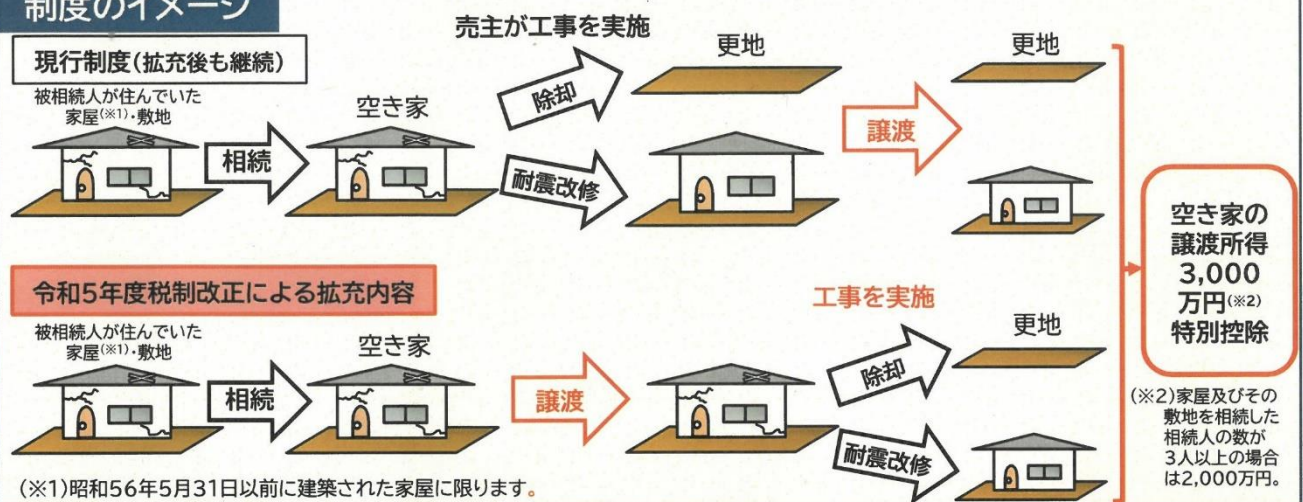 制度のイメージ
現行制度(拡充後も継続)
売主が工事を実施
被相続人が住んでいた
家屋(※1)・敷地
相続
空き家
除却
耐震改修
更地
譲渡
更地
令和5年度税制改正による拡充内容
被相続人が住んでいた
家屋(※1)・敷地
相続
空き家
譲渡
工事を実施
除却
耐震改修
更地
空き家の
譲渡所得
3,000
万円(※2)
特別控除
(※2)家屋及びその
敷地を相続した
相続人の数が
3人以上の場合
は2,000万円。
(※1)昭和56年5月31日以前に建築された家屋に限ります。